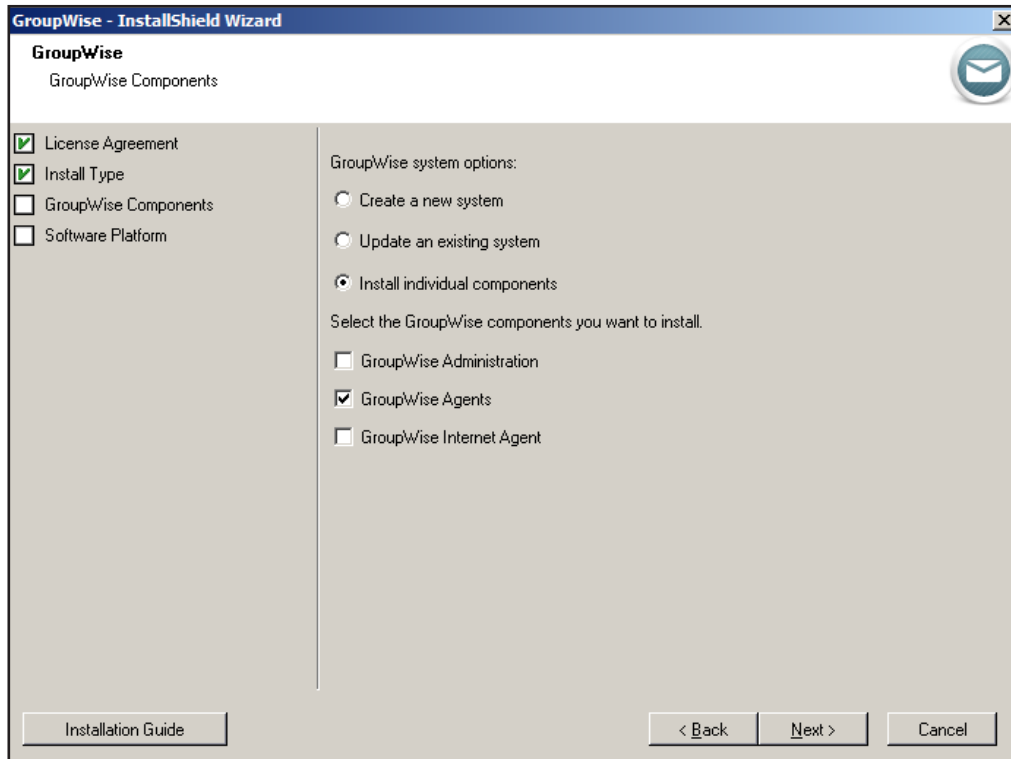 GroupWise - InstallShield Wizard
GroupWise
GroupWise Components
License Agreement
Install Type
GroupWise Components
Software Platform
GroupWise system options:
Create a new system
Update an existing system
Install individual components
Select the GroupWise components you want to install.
GroupWise Administration
GroupWise Agents
GroupWise Internet Agent
Installation Guide
< Back
Next >
Cancel